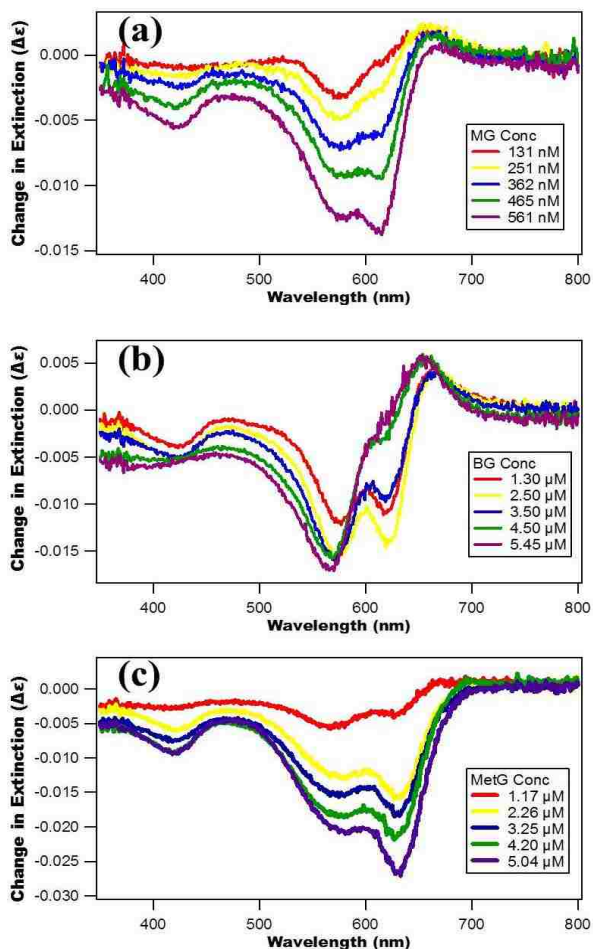 (a)
0.000
-0.005
-0.010
-0.015
Change in Extinction (Δε)
MG Conc
131 nM
251 nM
362 nM
465 nM
561 nM
400 500 600 700 800
Wavelength (nm)
(b)
0.005
0.000
-0.005
-0.010
-0.015
Change in Extinction (Δε)
BG Conc
1.30 µM
2.50 µM
3.50 µM
4.50 µM
5.45 µM
400 500 600 700 800
Wavelength (nm)
(c)
0.000
-0.005
-0.010
-0.015
-0.020
-0.025
-0.030
Change in Extinction (Δε)
MetG Conc
1.17 µM
2.26 µM
3.25 µM
4.20 µM
5.04 µM
400 500 600 700 800
Wavelength (nm)